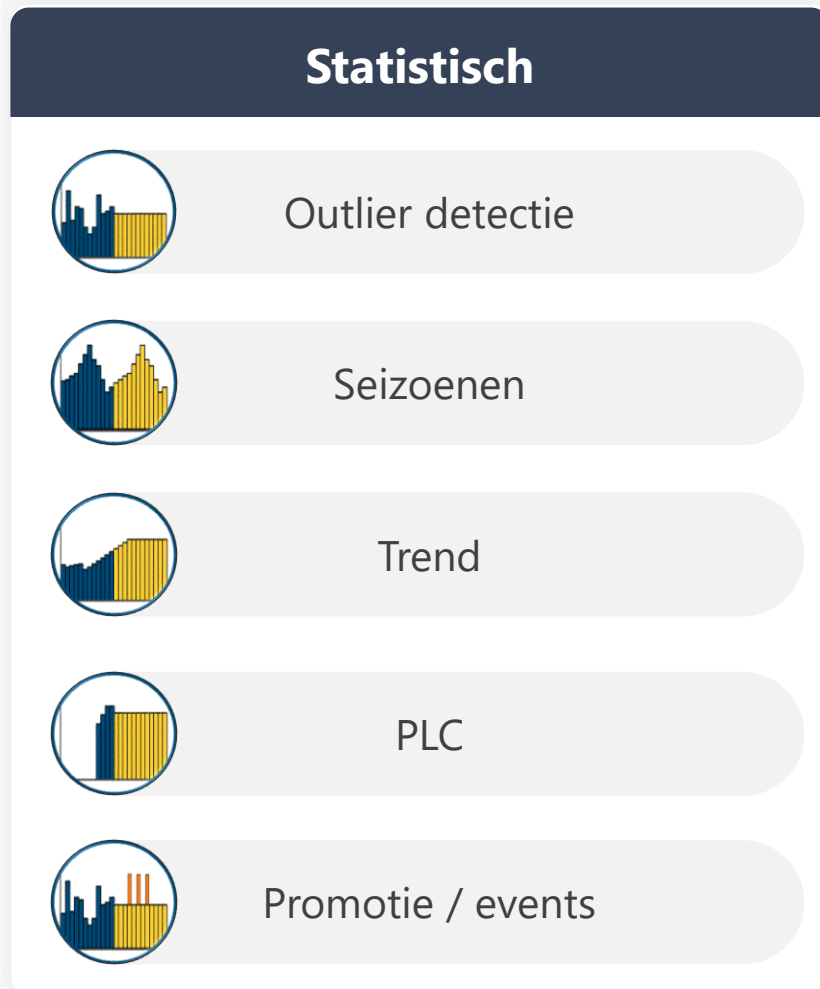 Statistisch
Outlier detectie
Seizoenen
Trend
PLC
Promotie / events